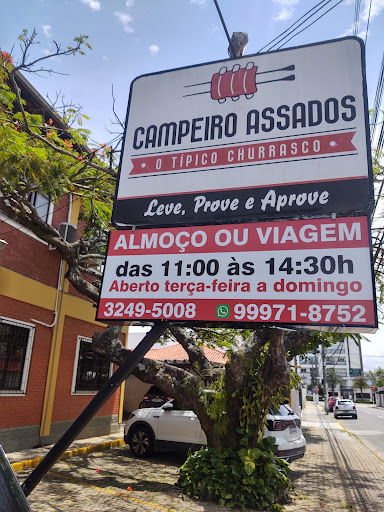 CAMPEIRO ASSADOS
• O TÍPICO CHURRASCO •
Leve, Prove e Aprove
ALMOÇO OU VIAGEM
das 11:00 às 14:30h
Aberto terça-feira a domingo
3249-5008 99971-8752